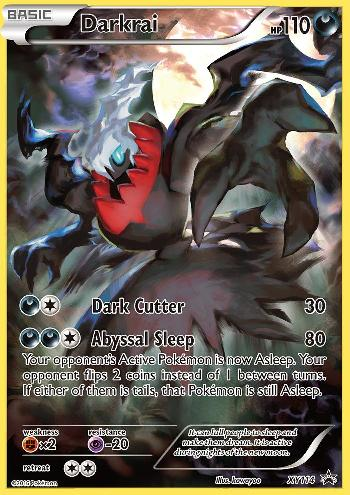 BASIC
Darkrai
HP110
Dark Cutter 30
Abyssal Sleep 80
Your opponent's Active Pokémon is now Asleep. Your
opponent flips 2 coins instead of 1 between turns.
If either of them is tails, that Pokémon is still Asleep.
weakness
×2
resistance
-20
retreat
It can lull people to sleep and
make them dream. It is active
during nights of the new moon.
©2016 Pokémon
Illus. kawayoo
XY114